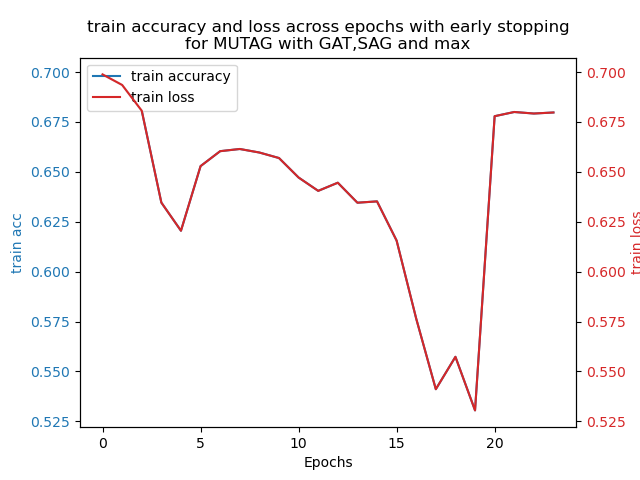 train accuracy and loss across epochs with early stopping
for MUTAG with GAT,SAG and max
train accuracy
train loss
0.700
0.675
0.650
0.625
0.600
0.575
0.550
0.525
train acc
0.700
0.675
0.650
0.625
0.600
0.575
0.550
0.525
train loss
0 5 10 15 20
Epochs